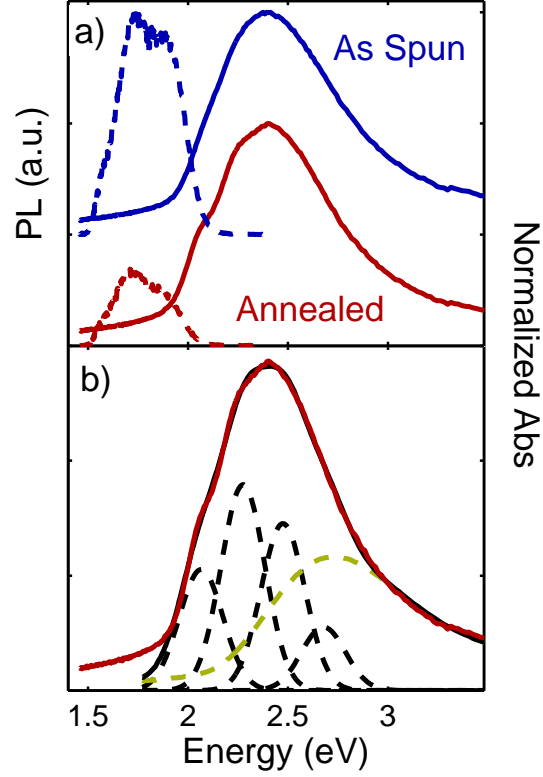 a)
As Spun
PL (a.u.)
Annealed
Normalized Abs
b)
1.5 2 2.5 3
Energy (eV)